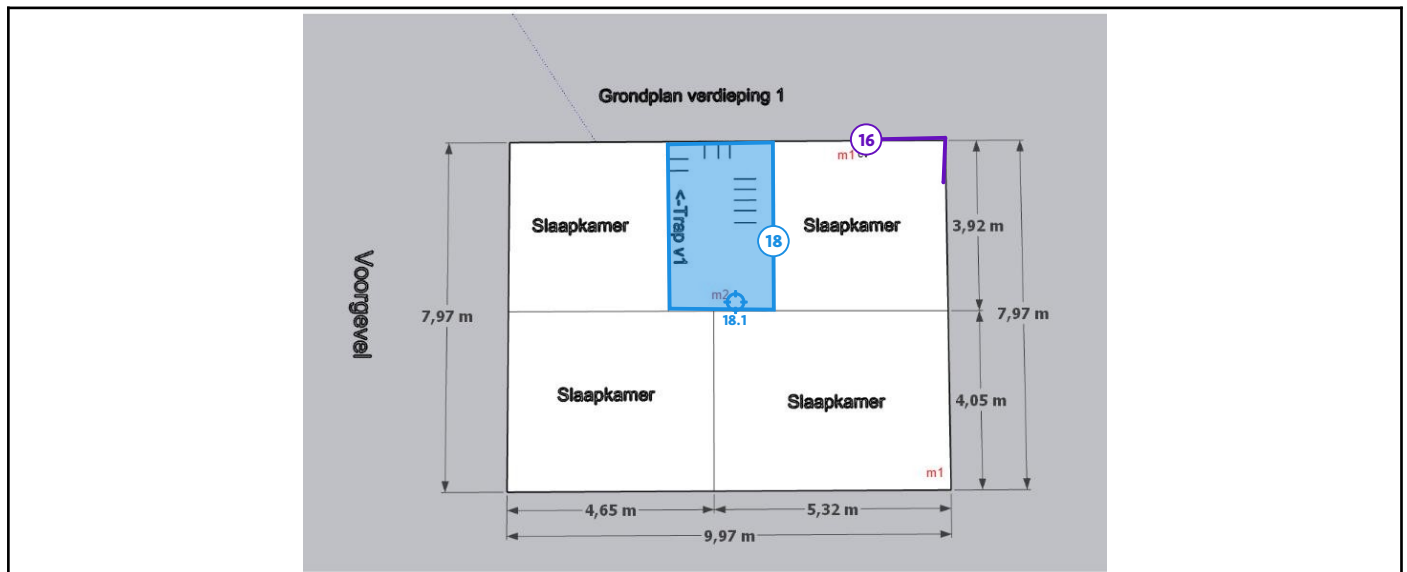 Grondplan verdieping 1
16
m1
Slaapkamer
<-Trap v1
18
Slaapkamer
3,92 m
Voorgevel
7,97 m
m2
18.1
7,97 m
Slaapkamer
Slaapkamer
4,05 m
m1
4,65 m
5,32 m
9,97 m